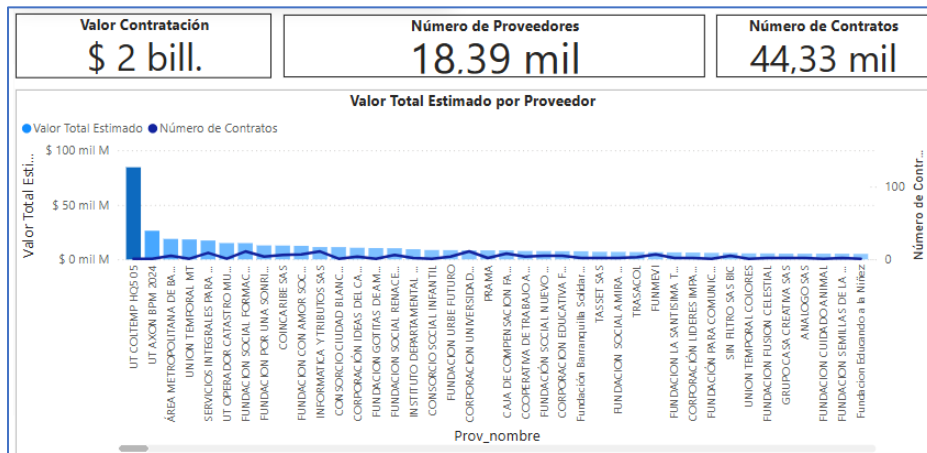 Valor Contratación
$ 2 bill.
Número de Proveedores
18.39 mil
Número de Contratos
44,33 mil
Valor Total Estimado por Proveedor
Valor Total Estimado Número de Contratos
Valor Total Esti...
$ 100 mil M
$ 50 mil M
$ 0 mil M
100
0
Número de Contr...
UT COLTEMP HOS05
UT AXON BPM 2024
ÁREA METROPOLITANA DE BA...
UNION TEMPORAL MT
SERVICIOS INTEGRALES PARA...
UT OPERADOR CATASTRO MU...
FUNDACION SOCIAL FORMAC...
FUNDACION POR UNA SONRI...
COINCARIBE SAS
FUNDACION CON AMOR SOC...
INFORMATICA Y TRIBUTOS SAS
CONSORCIO CIUDAD BLANC...
CORPORACIÓN IDEAS DEL CA...
FUNDACION GOTITAS DE AM...
FUNDACION SOCIAL RENACE...
INSTITUTO DEPARTAMENTAL ...
CONSORCIO SOCIAL INFANTIL
FUNDACION URBE FUTURO
CORPORACION UNIVERSIDAD...
PRAMA
CAJA DE COMPENSACION FA...
COOPERATIVA DE TRABAJO A...
FUNDACIÓN SOCIAL NUEVO ...
CORPORACION EDUCATIVA F...
Fundación Barranquilla Solidar...
TASSET SAS
FUNDACION SOCIAL AMIRA ...
TRASACOL
FUNMEVI
FUNDACION LA SANTISIMA T...
CORPORACIÓN LIDERES IMPA...
FUNDACIÓN PARA COMUNIC...
SIN FILTRO SAS BIC
UNION TEMPORAL COLORES
FUNDACION FUSION CELESTIAL
GRUPO CASA CREATIVA SAS
ANALOGO SAS
FUNDACION CUIDADO ANIMAL
FUNDACION SEMILLAS DE LA ...
Fundacion Educando a la Niñez
Prov_nombre